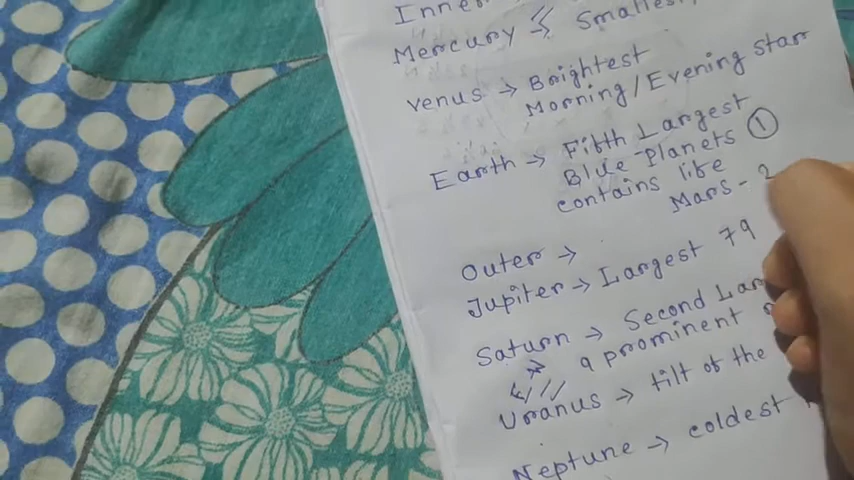 Inner
Mercury Smallest
Venus → Brightest
Morning/Evening star
Earth → Fifth Largest
Blue Planets ①
contains life
Mars - 2
Outer →
Jupiter → Largest 79
Saturn → Second
a prominent
Uranus → tilt of the
Neptune → coldest